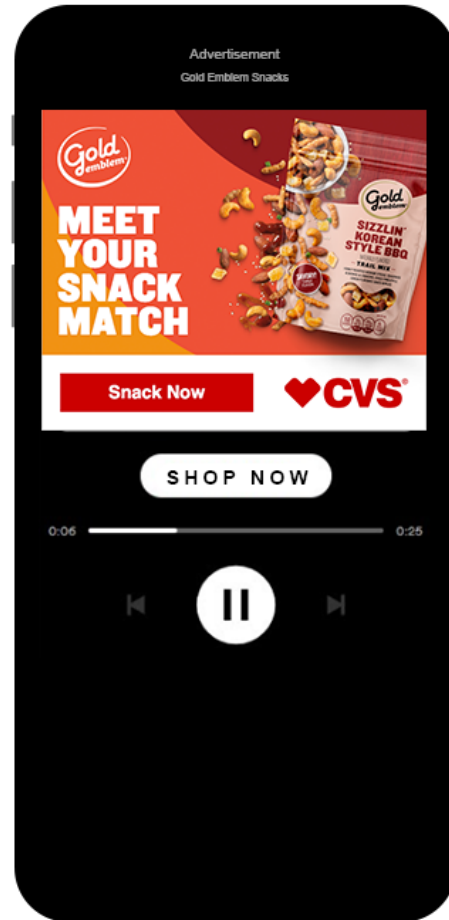 Advertisement
Gold Emblem Snacks
Gold
emblem
MEET
YOUR
SNACK
MATCH
Gold
emblem
SIZZLIN'
KOREAN
STYLE BBQ
TRAIL MIX
Snack Now
CVS®
SHOP NOW
0:06
0:25